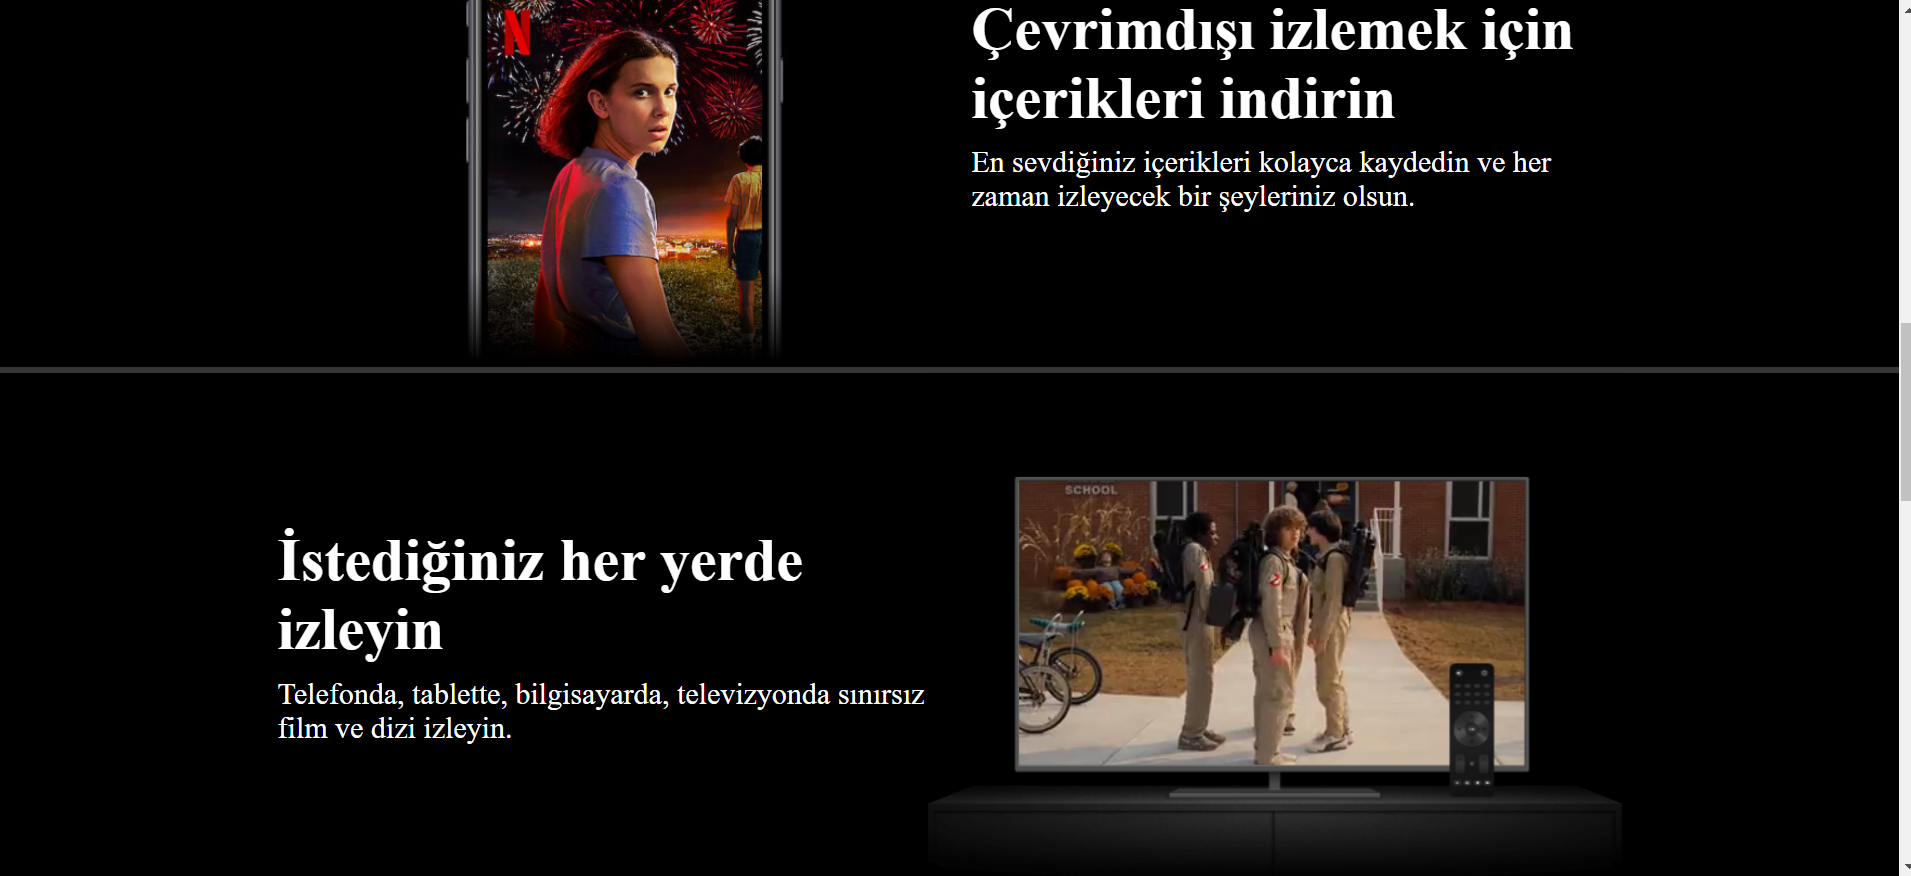 N
Çevrimdışı izlemek için
içerikleri indirin
En sevdiğiniz içerikleri kolayca kaydedin ve her
zaman izleyecek bir şeyleriniz olsun.
İstediğiniz her yerde
izleyin
Telefonda, tablette, bilgisayarda, televizyonda sınırsız
film ve dizi izleyin.
SCHOOL